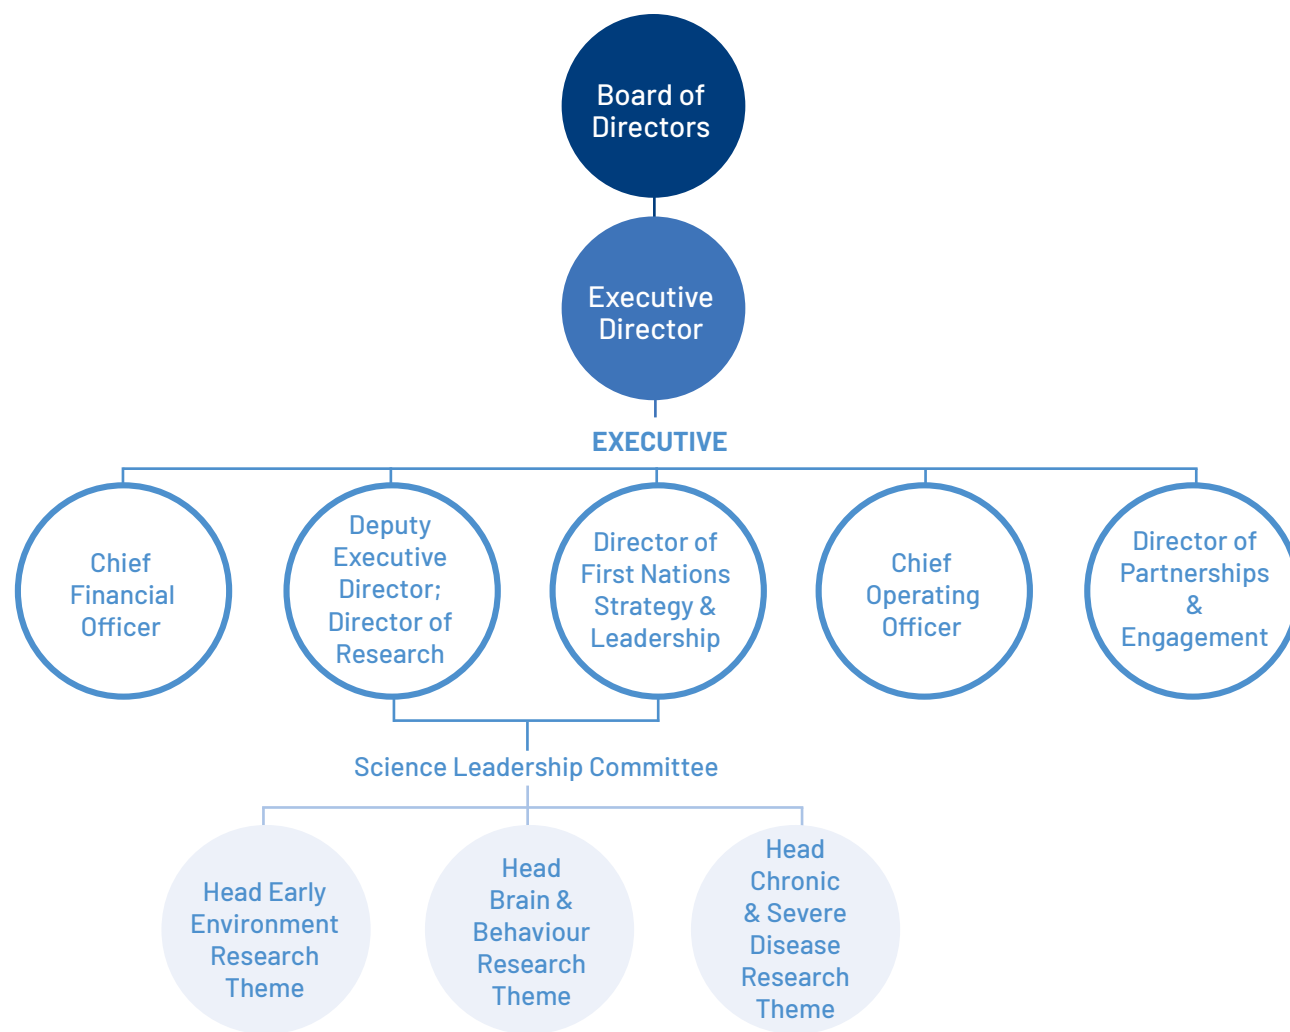 Board of
Directors
Executive
Director
EXECUTIVE
Chief
Financial
Officer
Deputy
Executive
Director;
Director of
Research
Director of
First Nations
Strategy &
Leadership
Chief
Operating
Officer
Director of
Partnerships
&
Engagement
Science Leadership Committee
Head Early
Environment
Research
Theme
Head
Brain &
Behaviour
Research
Theme
Head
Chronic
& Severe
Disease
Research
Theme